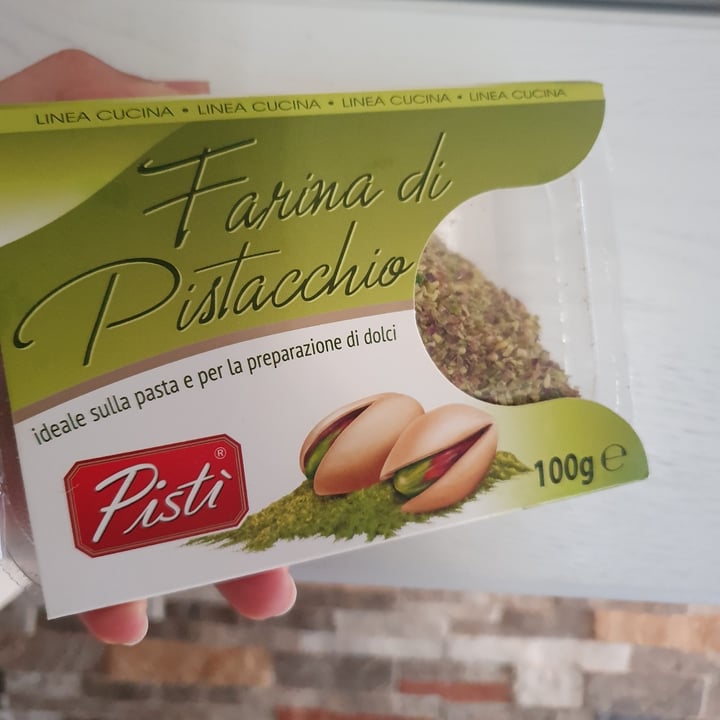 LINEA CUCINA • LINEA CUCINA • LINEA CUCINA • LINEA CUCINA
Farina di
Pistacchio
ideale sulla pasta e per la preparazione di dolci
Pistì®
100g ℮